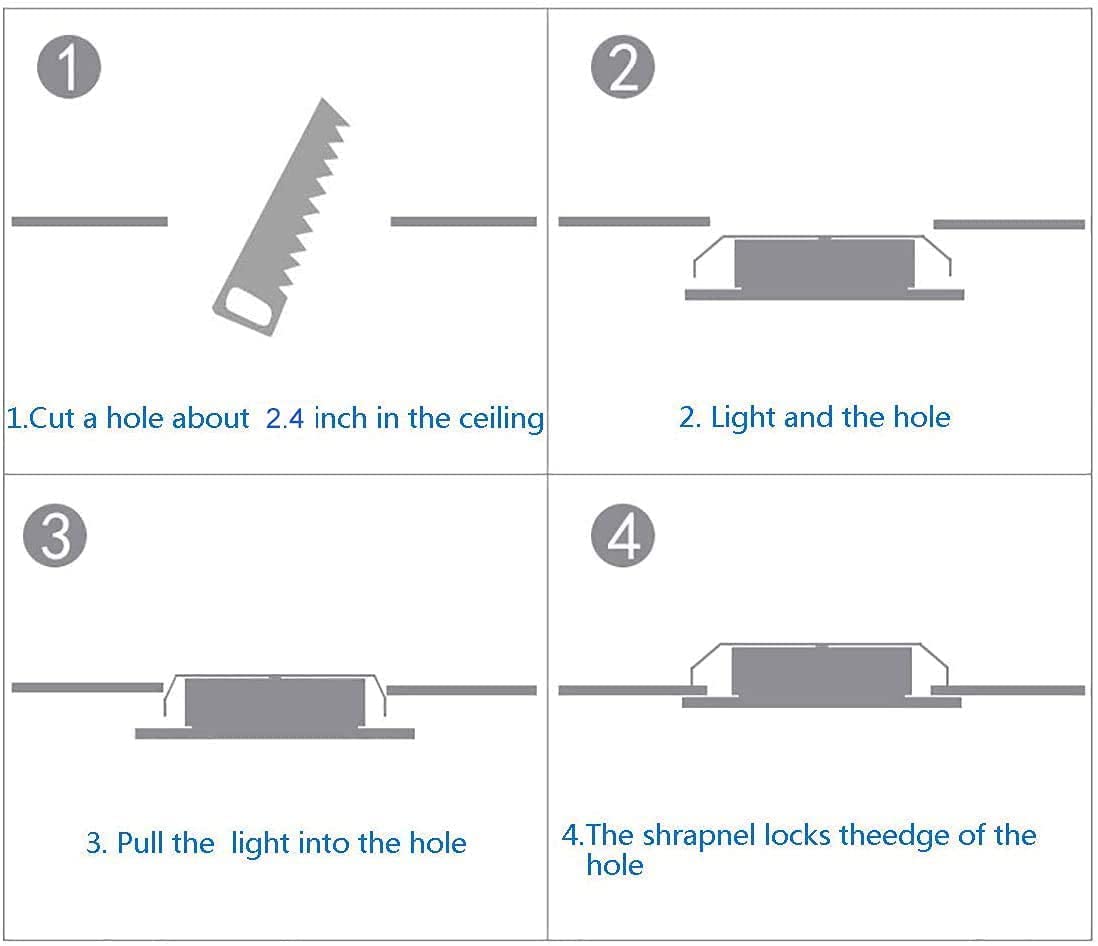 1
2
1.Cut a hole about 2.4 inch in the ceiling
2. Light and the hole
3
4
3. Pull the light into the hole
4.The shrapnel locks theedge of the
hole